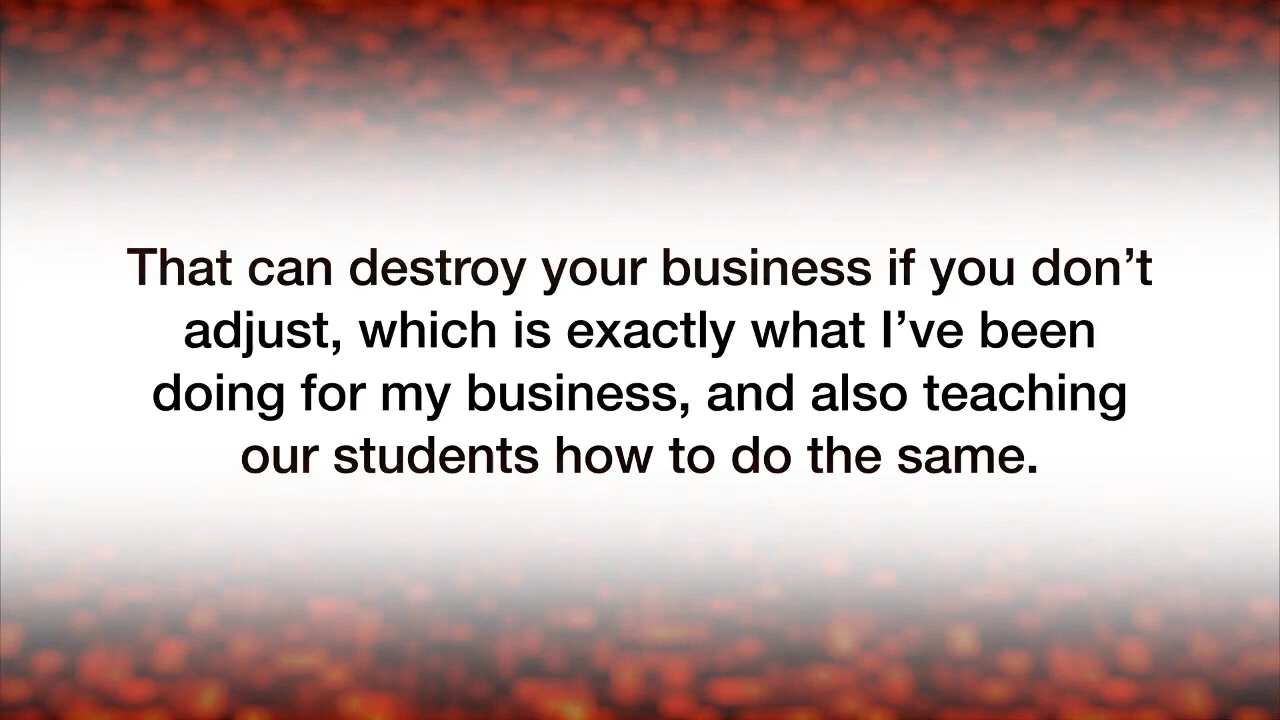 That can destroy your business if you don’t
adjust, which is exactly what I’ve been
doing for my business, and also teaching
our students how to do the same.